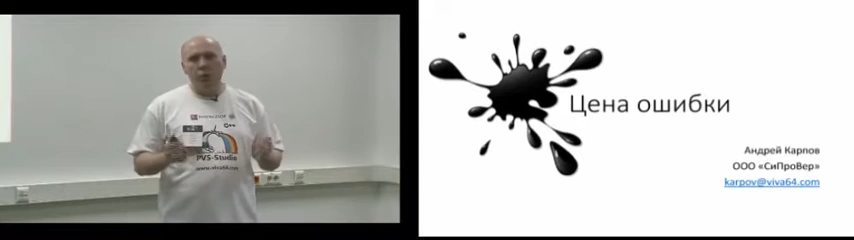 C++
PVS-Studio
www.viva64.com
Цена ошибки
Андрей Карпов
ООО «СиПроВер»
karpov@viva64.com